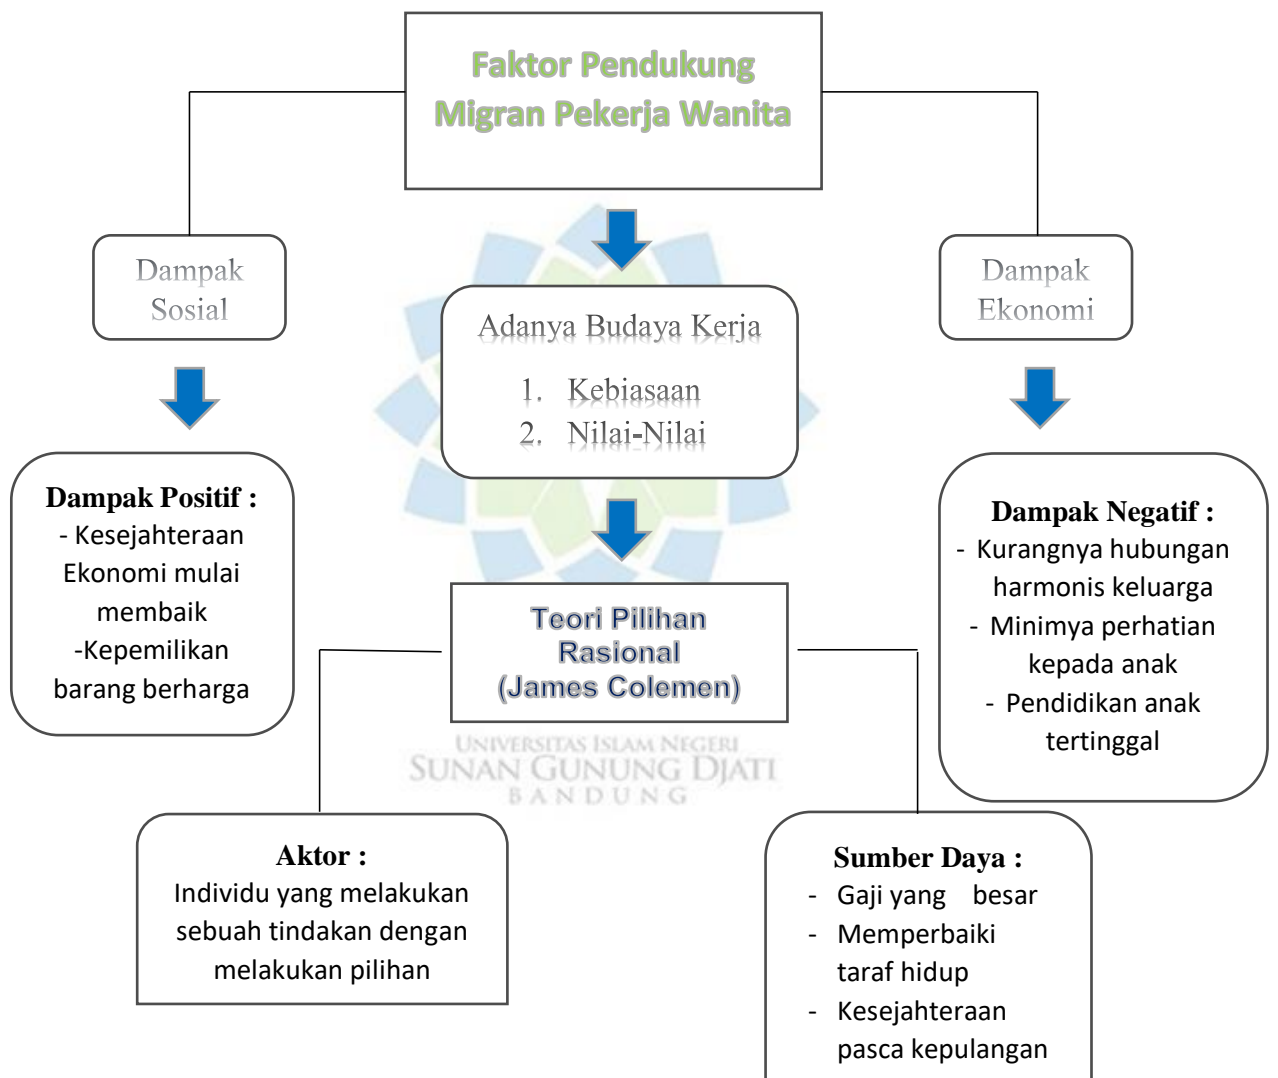 Faktor Pendukung
Migran Pekerja Wanita
Dampak
Sosial
Adanya Budaya Kerja
1. Kebiasaan
2. Nilai-Nilai
Dampak
Ekonomi
Dampak Positif :
- Kesejahteraan
Ekonomi mulai
membaik
-Kepemilikan
barang berharga
Dampak Negatif :
- Kurangnya hubungan
harmonis keluarga
- Minimya perhatian
kepada anak
- Pendidikan anak
tertinggal
Teori Pilihan
Rasional
(James Colemen)
UNIVERSITAS ISLAM NEGERI
SUNAN GUNUNG DJATI
BANDUNG
Aktor :
Individu yang melakukan
sebuah tindakan dengan
melakukan pilihan
Sumber Daya :
- Gaji yang besar
- Memperbaiki
taraf hidup
- Kesejahteraan
pasca kepulangan